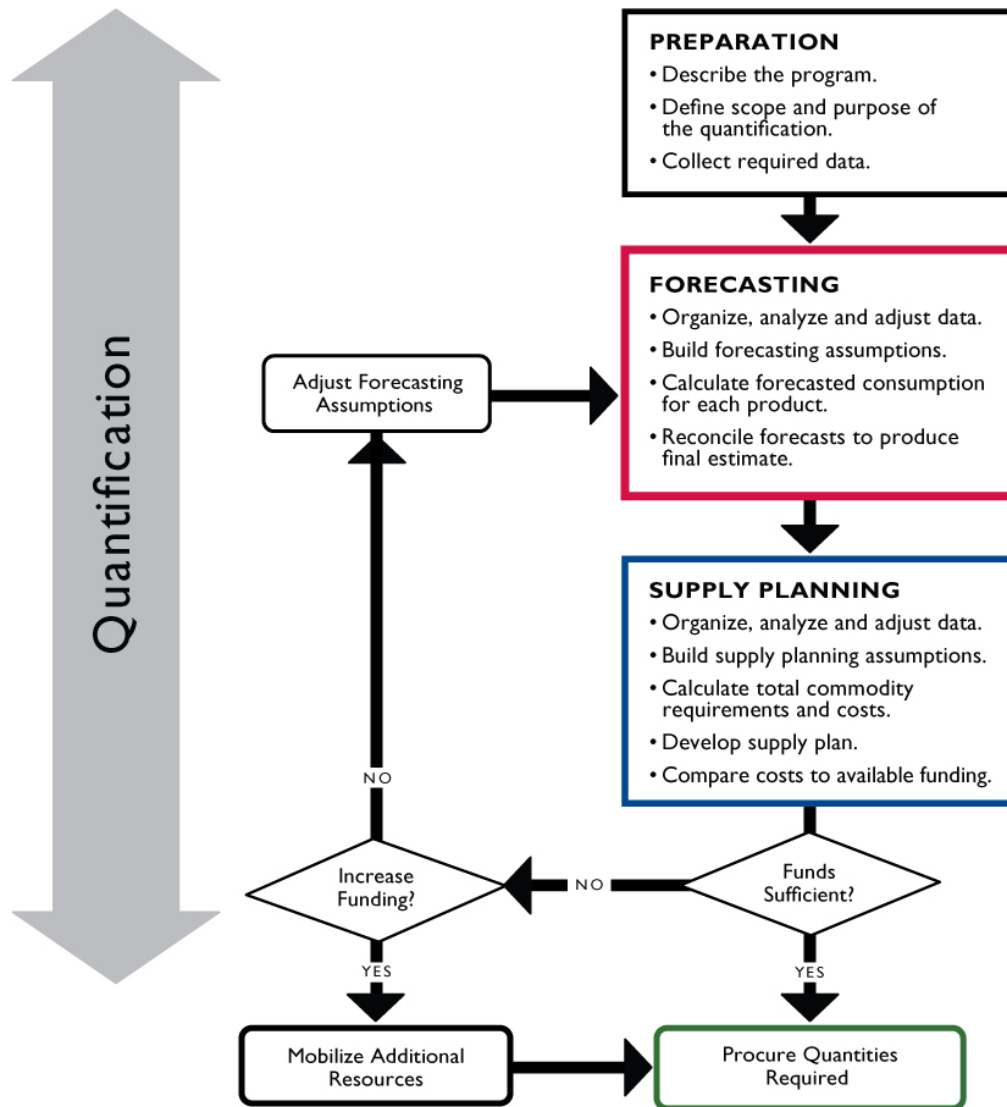 Quantification
PREPARATION
• Describe the program.
• Define scope and purpose of
the quantification.
• Collect required data.
FORECASTING
• Organize, analyze and adjust data.
• Build forecasting assumptions.
• Calculate forecasted consumption
for each product.
• Reconcile forecasts to produce
final estimate.
Adjust Forecasting
Assumptions
SUPPLY PLANNING
• Organize, analyze and adjust data.
• Build supply planning assumptions.
• Calculate total commodity
requirements and costs.
• Develop supply plan.
• Compare costs to available funding.
Funds
Sufficient?
NO
Increase
Funding?
NO
YES
YES
Mobilize Additional
Resources
Procure Quantities
Required